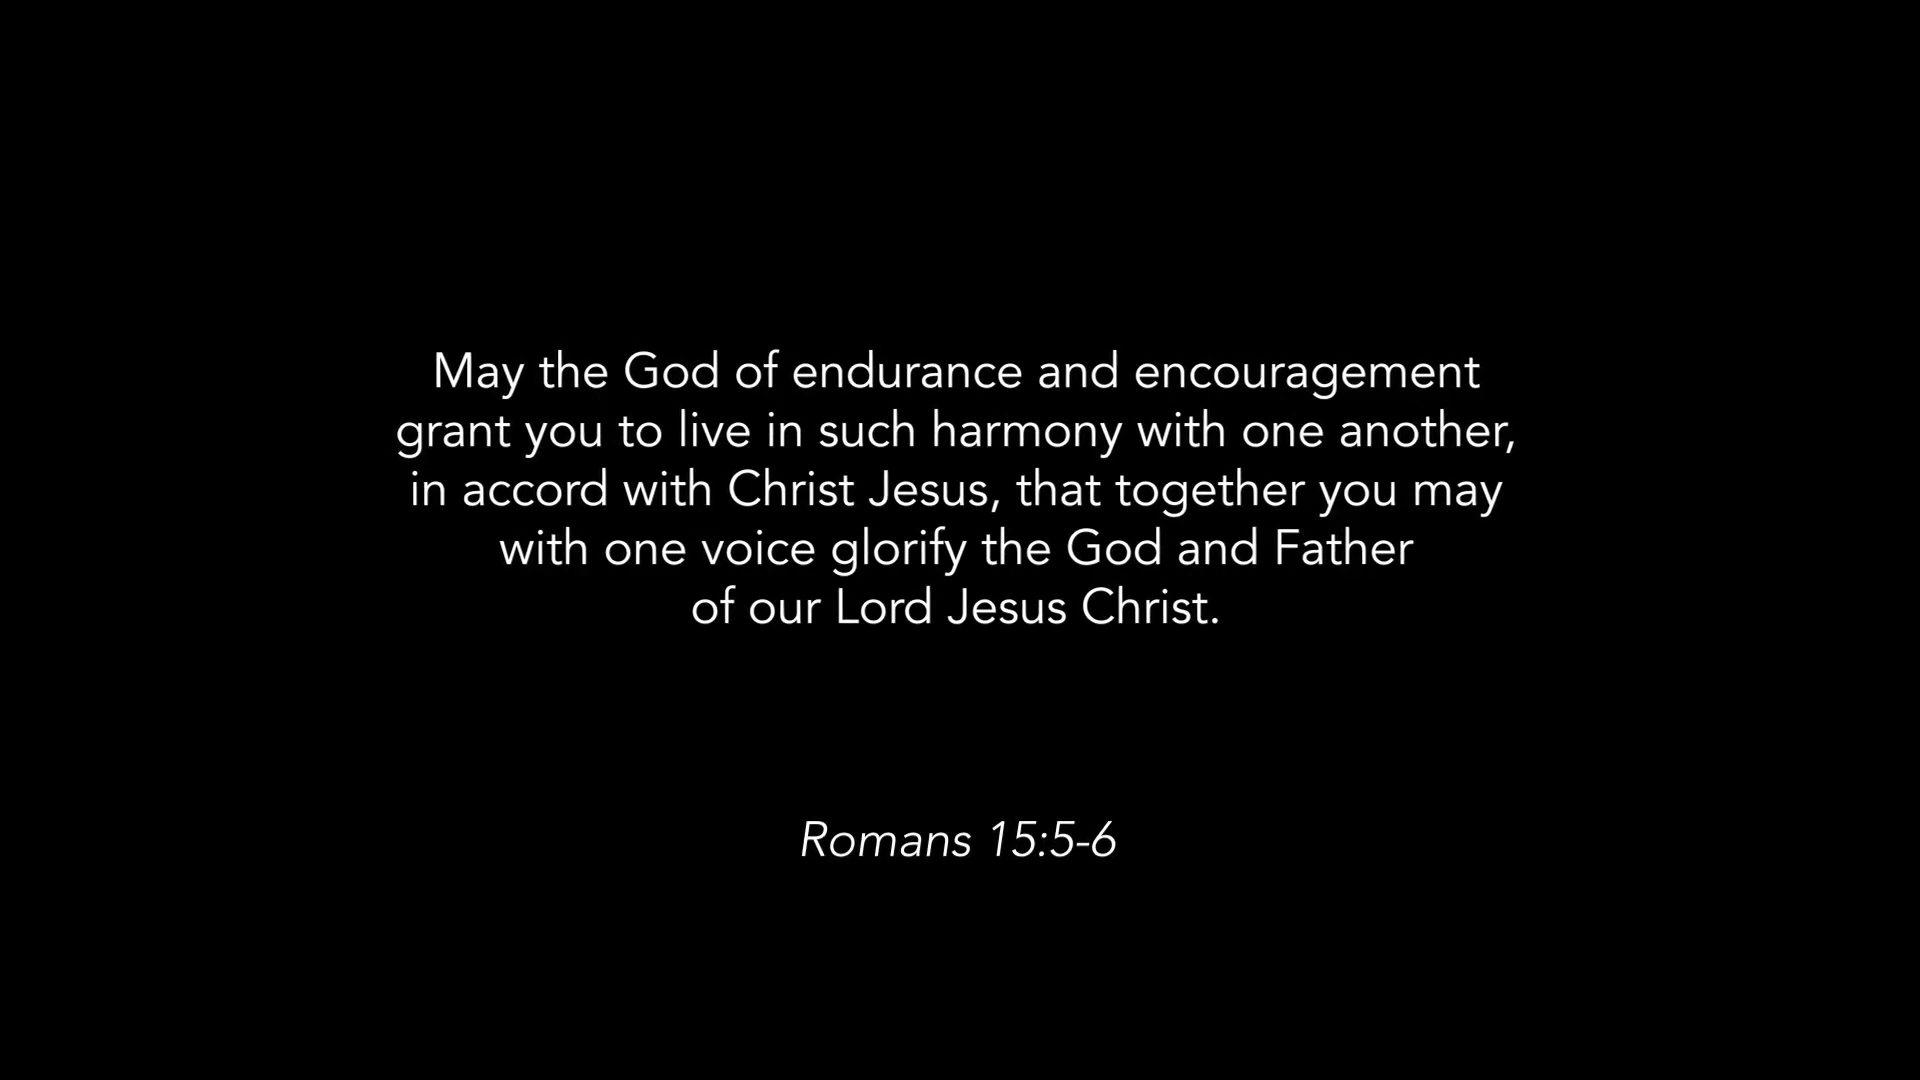 May the God of endurance and encouragement
grant you to live in such harmony with one another,
in accord with Christ Jesus, that together you may
with one voice glorify the God and Father
of our Lord Jesus Christ.
Romans 15:5-6